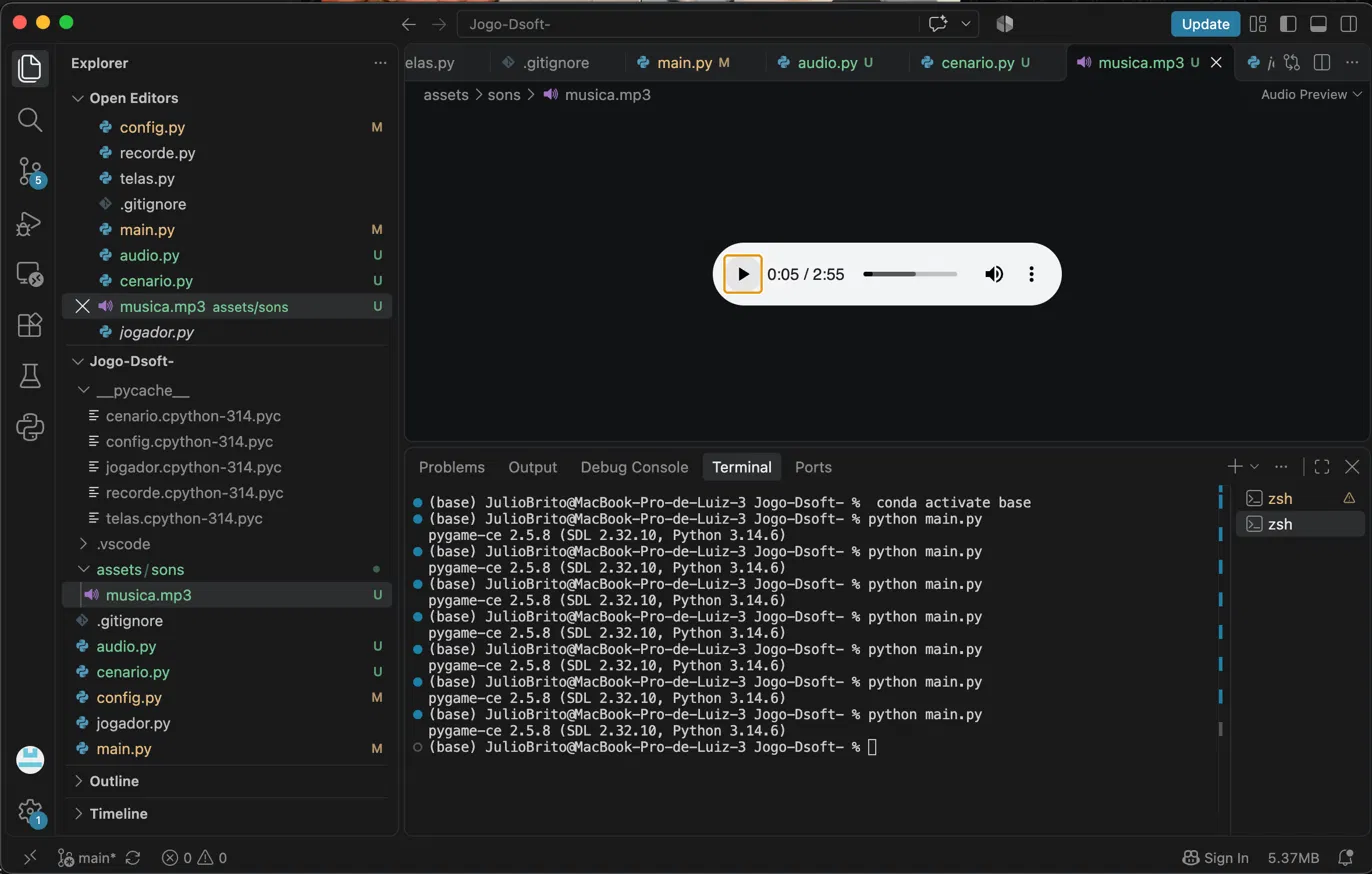 Jogo-Dsoft-
Update
Explorer
elas.py
.gitignore
main.py M
audio.py U
cenario.py U
musica.mp3 U
assets > sons > musica.mp3
Audio Preview
Open Editors
config.py M
recorde.py
telas.py
.gitignore
main.py M
audio.py U
cenario.py U
musica.mp3 assets/sons U
jogador.py
Jogo-Dsoft-
__pycache__
cenario.cpython-314.pyc
config.cpython-314.pyc
jogador.cpython-314.pyc
recorde.cpython-314.pyc
telas.cpython-314.pyc
.vscode
assets/sons
musica.mp3 U
.gitignore
audio.py U
cenario.py U
config.py M
jogador.py
main.py M
Outline
Timeline
5
1
0:05 / 2:55
Problems Output Debug Console Terminal Ports
(base) JulioBrito@MacBook-Pro-de-Luiz-3 Jogo-Dsoft- %  conda activate base
(base) JulioBrito@MacBook-Pro-de-Luiz-3 Jogo-Dsoft- % python main.py
pygame-ce 2.5.8 (SDL 2.32.10, Python 3.14.6)
(base) JulioBrito@MacBook-Pro-de-Luiz-3 Jogo-Dsoft- % python main.py
pygame-ce 2.5.8 (SDL 2.32.10, Python 3.14.6)
(base) JulioBrito@MacBook-Pro-de-Luiz-3 Jogo-Dsoft- % python main.py
pygame-ce 2.5.8 (SDL 2.32.10, Python 3.14.6)
(base) JulioBrito@MacBook-Pro-de-Luiz-3 Jogo-Dsoft- % python main.py
pygame-ce 2.5.8 (SDL 2.32.10, Python 3.14.6)
(base) JulioBrito@MacBook-Pro-de-Luiz-3 Jogo-Dsoft- % python main.py
pygame-ce 2.5.8 (SDL 2.32.10, Python 3.14.6)
(base) JulioBrito@MacBook-Pro-de-Luiz-3 Jogo-Dsoft- % python main.py
pygame-ce 2.5.8 (SDL 2.32.10, Python 3.14.6)
(base) JulioBrito@MacBook-Pro-de-Luiz-3 Jogo-Dsoft- % python main.py
pygame-ce 2.5.8 (SDL 2.32.10, Python 3.14.6)
(base) JulioBrito@MacBook-Pro-de-Luiz-3 Jogo-Dsoft- %
zsh
zsh
main* 0 0
Sign In 5.37MB